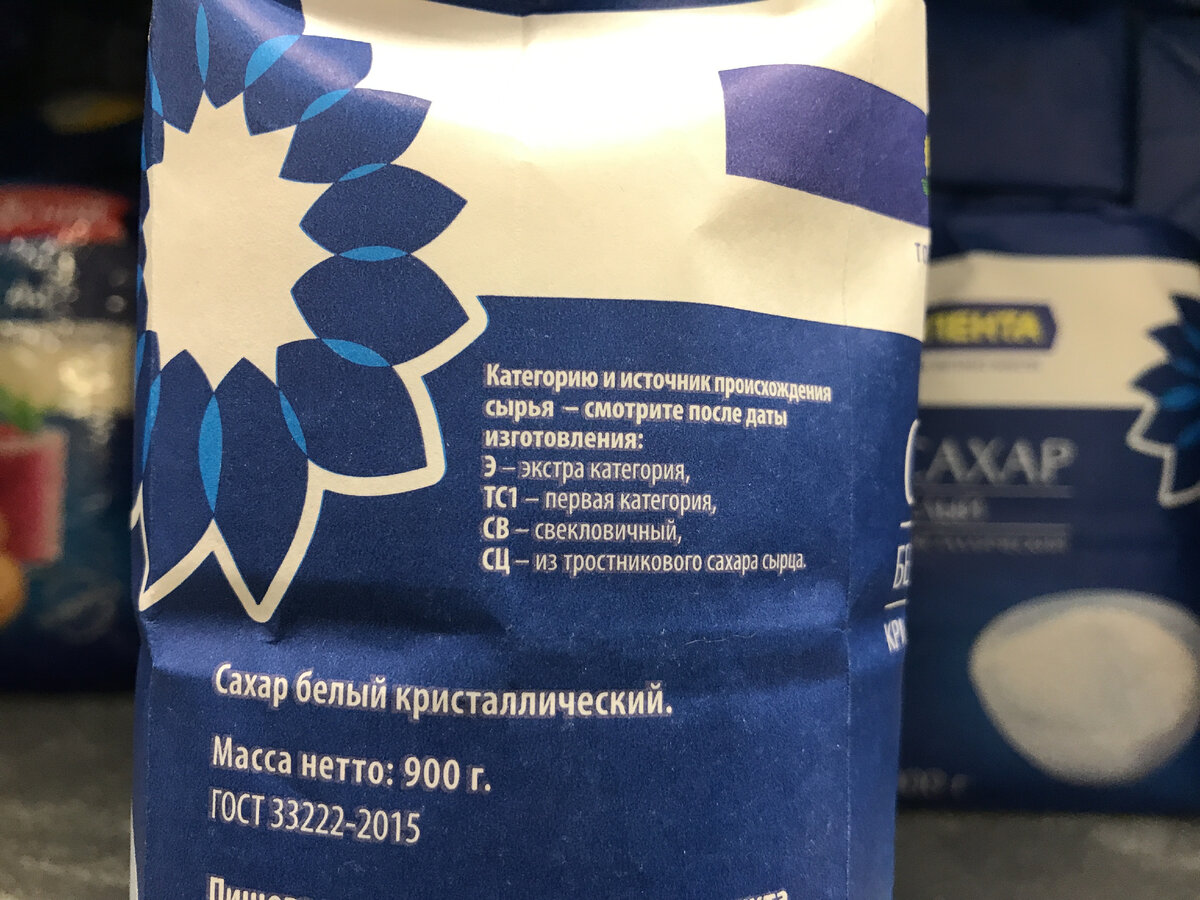 Категорию и источник происхождения
сырья – смотрите после даты
изготовления:
Э – экстра категория,
ТС1 – первая категория,
СВ – свекловичный,
СЦ – из тростникового сахара сырца.
Сахар белый кристаллический.
Масса нетто: 900 г.
ГОСТ 33222-2015
ЛЕНТА
САХАР